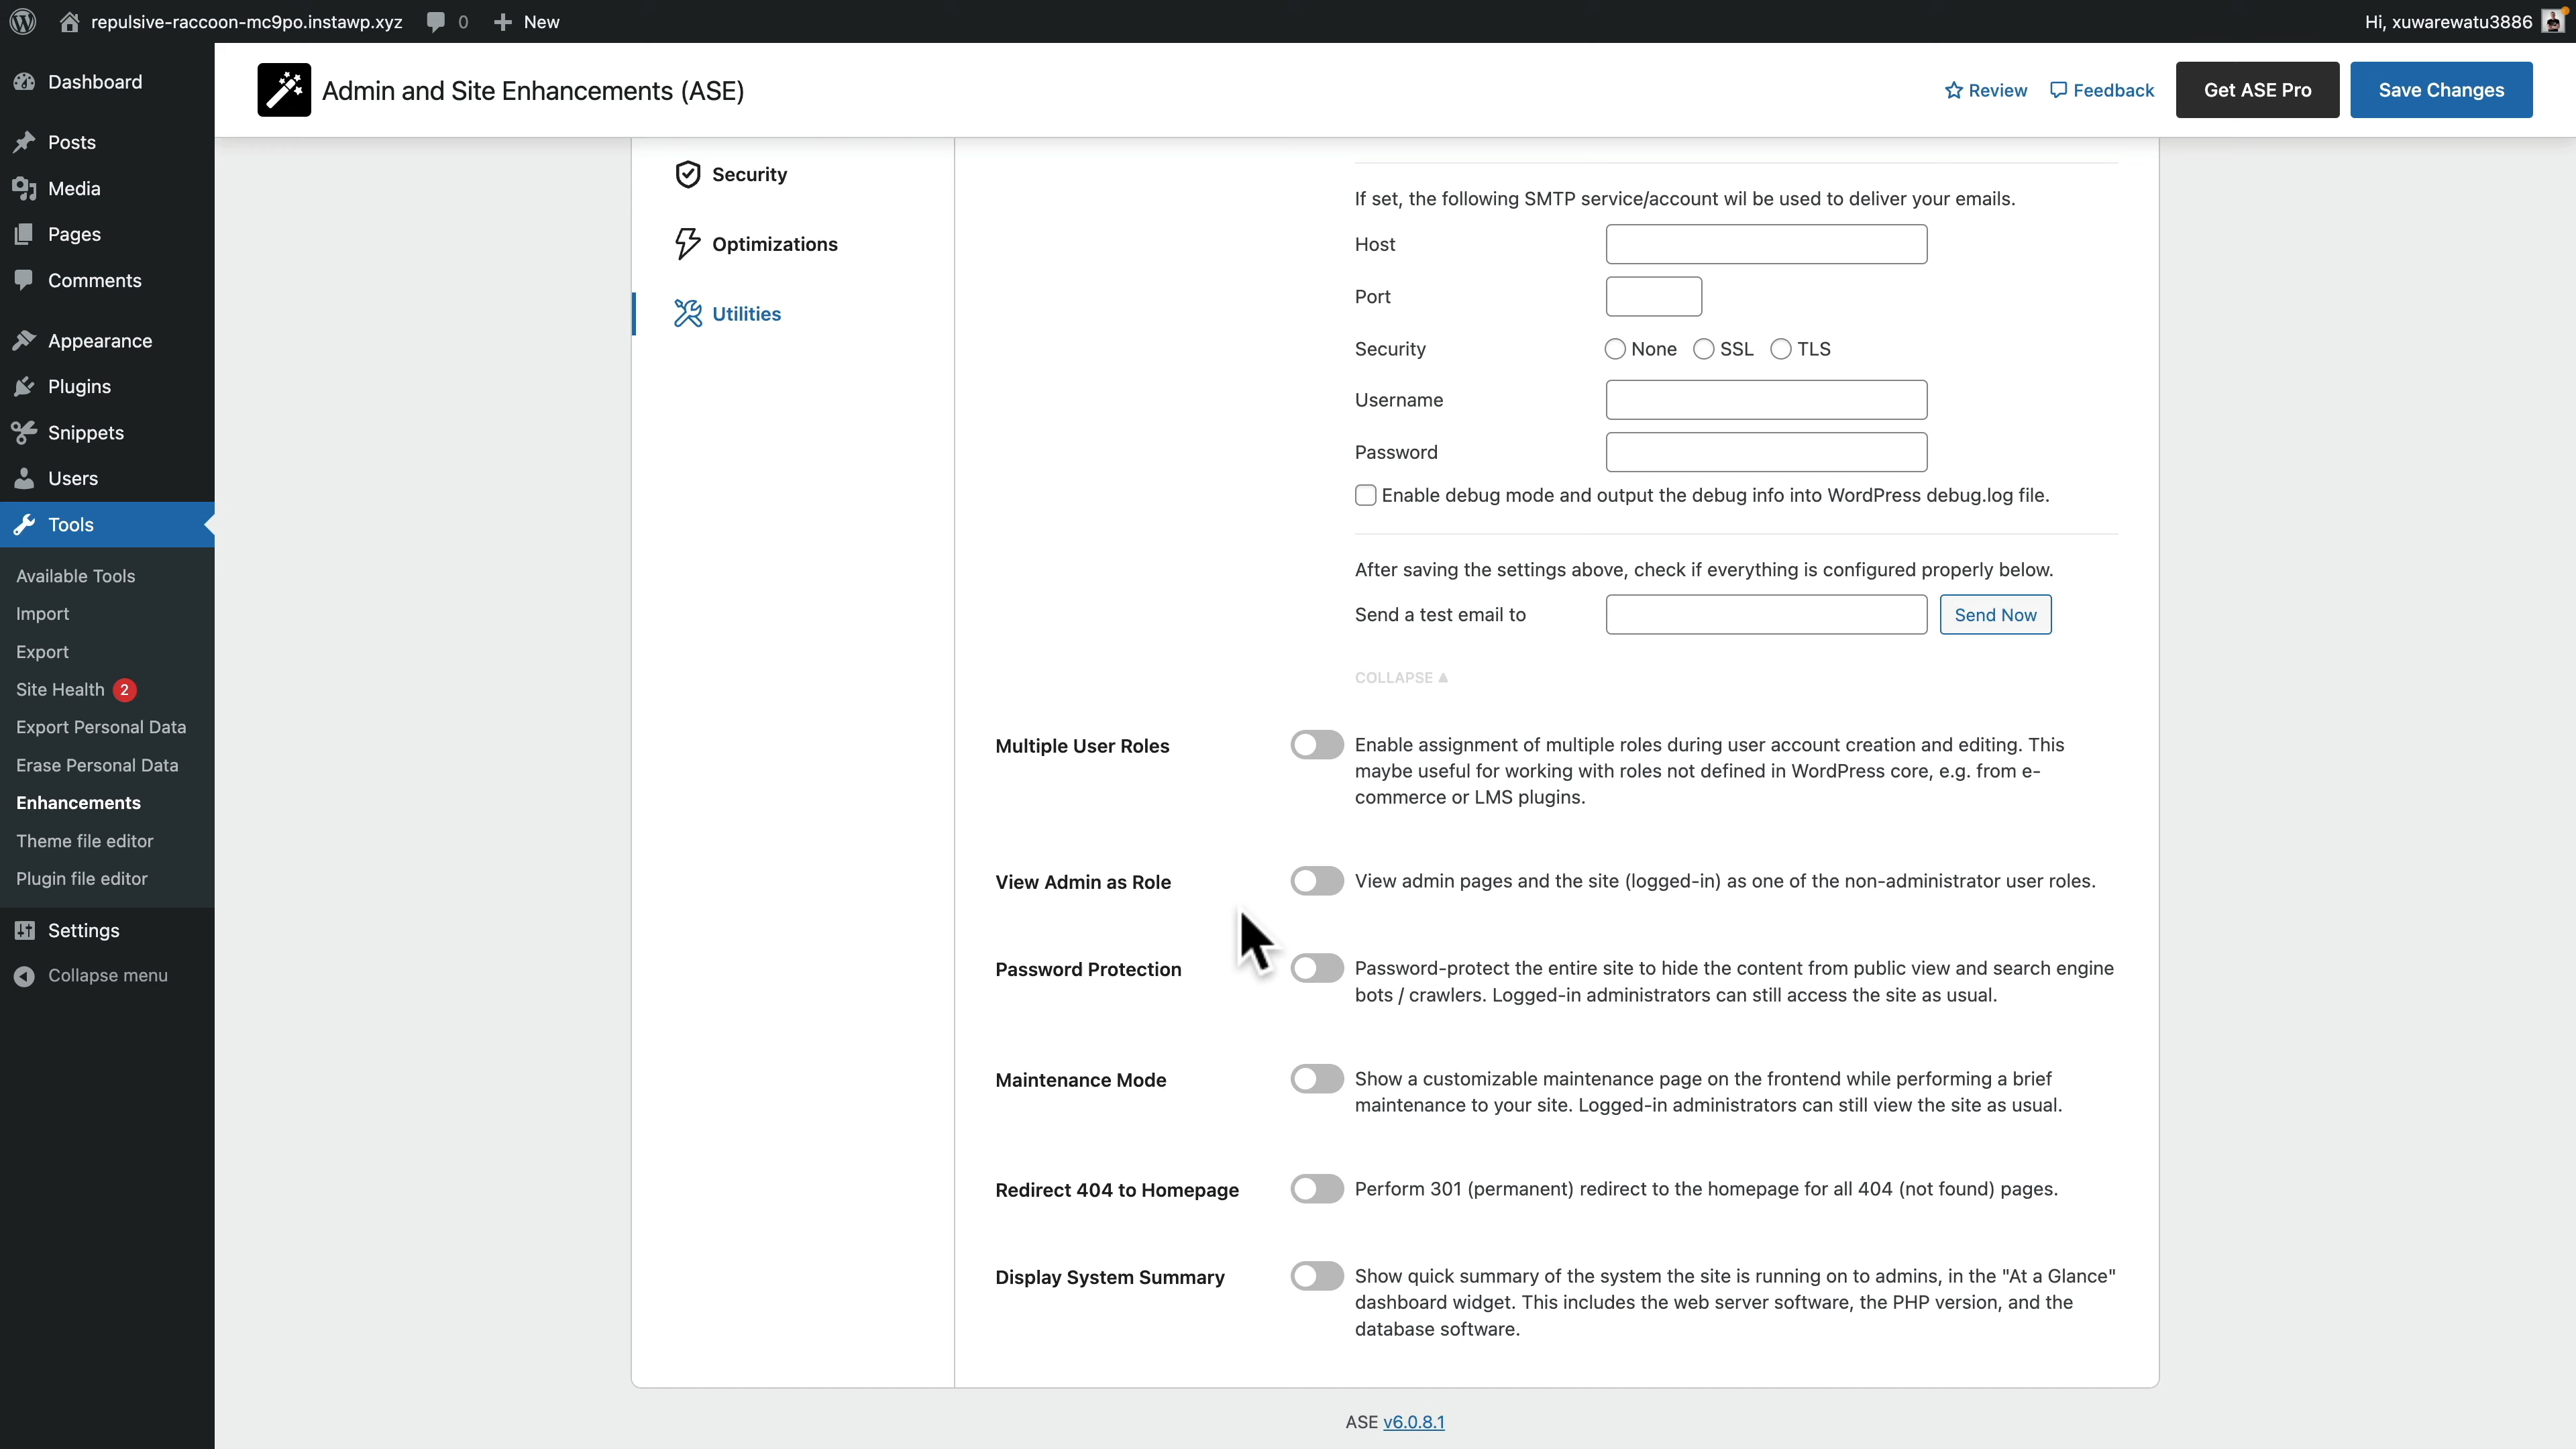 repulsive-raccoon-mc9po.instawp.xyz
0
New
Hi, xuwarewatu3886
Dashboard
Posts
Media
Pages
Comments
Appearance
Plugins
Snippets
Users
Tools
Available Tools
Import
Export
Site Health 2
Export Personal Data
Erase Personal Data
Enhancements
Theme file editor
Plugin file editor
Settings
Collapse menu
Admin and Site Enhancements (ASE)
Review
Feedback
Get ASE Pro
Save Changes
Security
Optimizations
Utilities
If set, the following SMTP service/account wil be used to deliver your emails.
Host
Port
Security None SSL TLS
Username
Password
Enable debug mode and output the debug info into WordPress debug.log file.
After saving the settings above, check if everything is configured properly below.
Send a test email to Send Now
COLLAPSE ▲
Multiple User Roles
Enable assignment of multiple roles during user account creation and editing. This
maybe useful for working with roles not defined in WordPress core, e.g. from e-
commerce or LMS plugins.
View Admin as Role
View admin pages and the site (logged-in) as one of the non-administrator user roles.
Password Protection
Password-protect the entire site to hide the content from public view and search engine
bots / crawlers. Logged-in administrators can still access the site as usual.
Maintenance Mode
Show a customizable maintenance page on the frontend while performing a brief
maintenance to your site. Logged-in administrators can still view the site as usual.
Redirect 404 to Homepage
Perform 301 (permanent) redirect to the homepage for all 404 (not found) pages.
Display System Summary
Show quick summary of the system the site is running on to admins, in the "At a Glance"
dashboard widget. This includes the web server software, the PHP version, and the
database software.
ASE v6.0.8.1